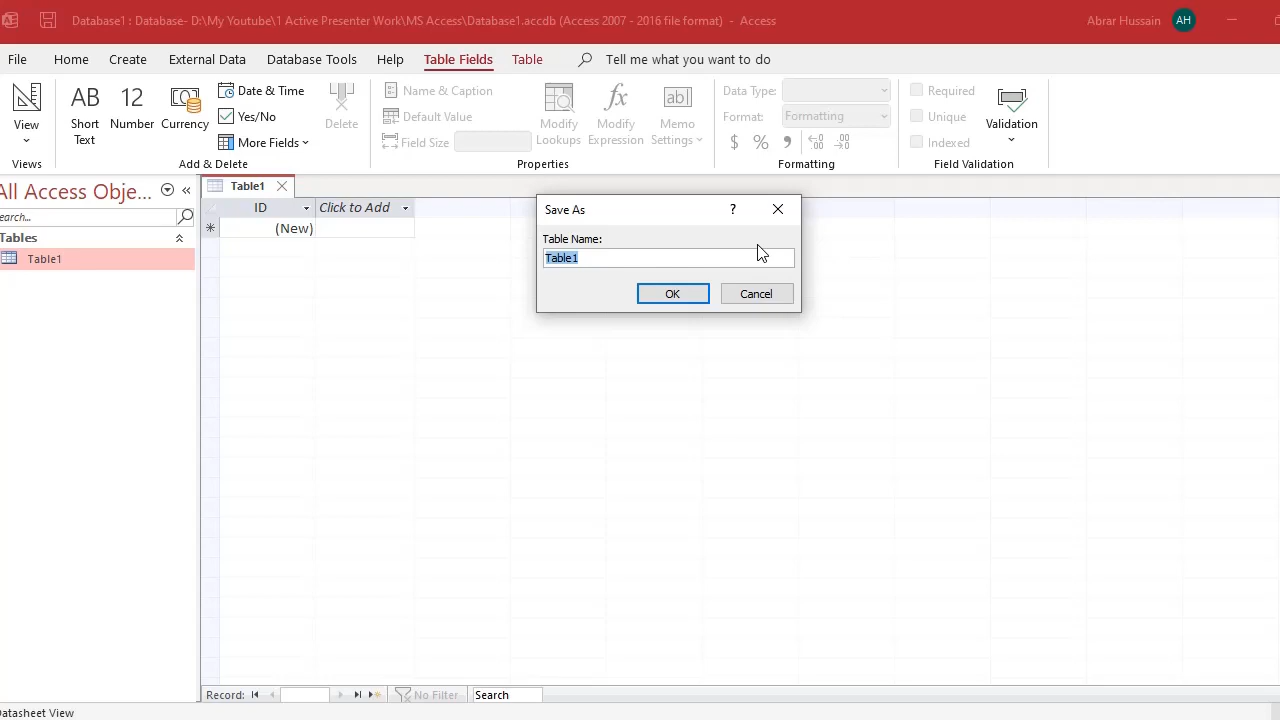 Database1 : Database- D:\My Youtube\1 Active Presenter Work\MS Access\Database1.accdb (Access 2007 - 2016 file format) - Access
Abrar Hussain
AH
File Home Create External Data Database Tools Help Table Fields Table Tell me what you want to do
View
Views
AB
Short
Text
12
Number
Currency
Date & Time
Yes/No
More Fields
Delete
Add & Delete
Name & Caption
Default Value
Field Size
Modify
Lookups
fx
Modify
Expression
ab
Memo
Settings
Properties
Data Type:
Format: Formatting
$ % , .00
Formatting
Required
Unique
Indexed
Validation
Field Validation
All Access Obje... «
earch...
Tables
Table1
Table1
ID Click to Add
(New)
Save As ?
Table Name:
Table1
OK Cancel
Record: No Filter Search
Datasheet View